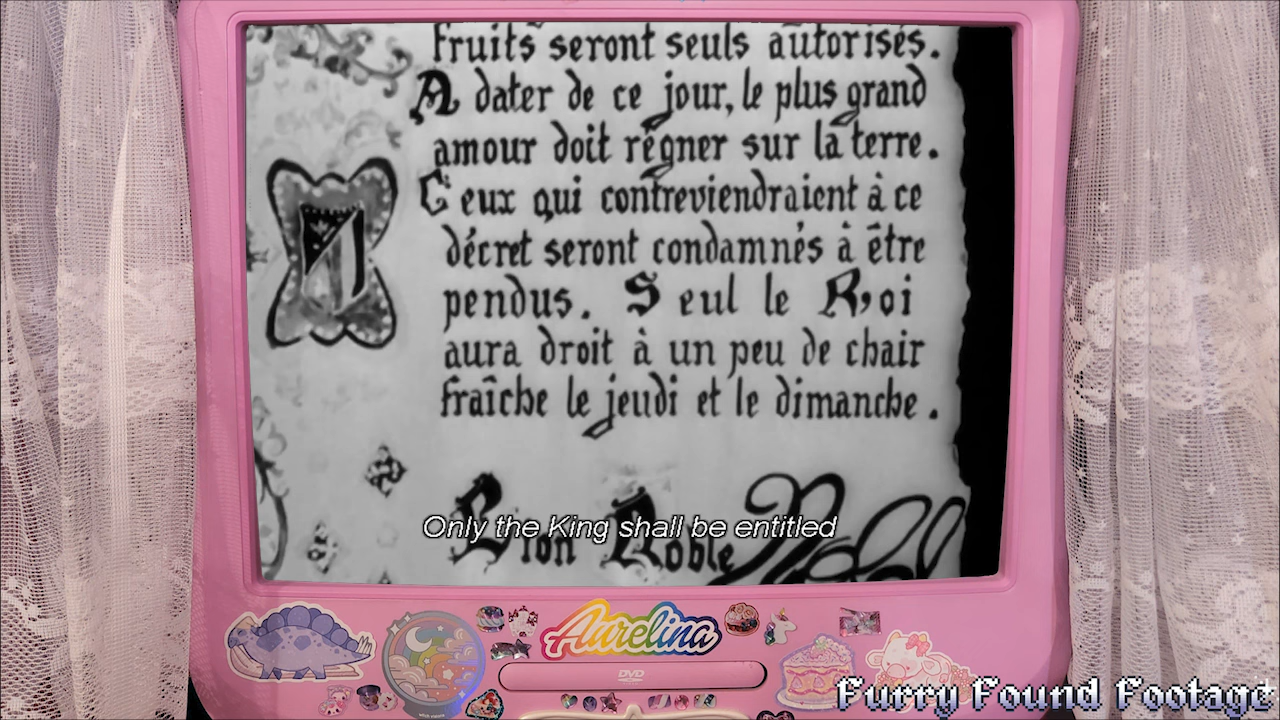 fruits seront seuls autorisés.
A dater de ce jour, le plus grand
amour doit régner sur la terre.
Ceux qui contreviendraient à ce
décret seront condamnés à être
pendus. Seul le Roi
aura droit à un peu de chair
fraîche le jeudi et le dimanche.
Lion Noble
Only the King shall be entitled
Aurelina
DVD
Furry Found Footage